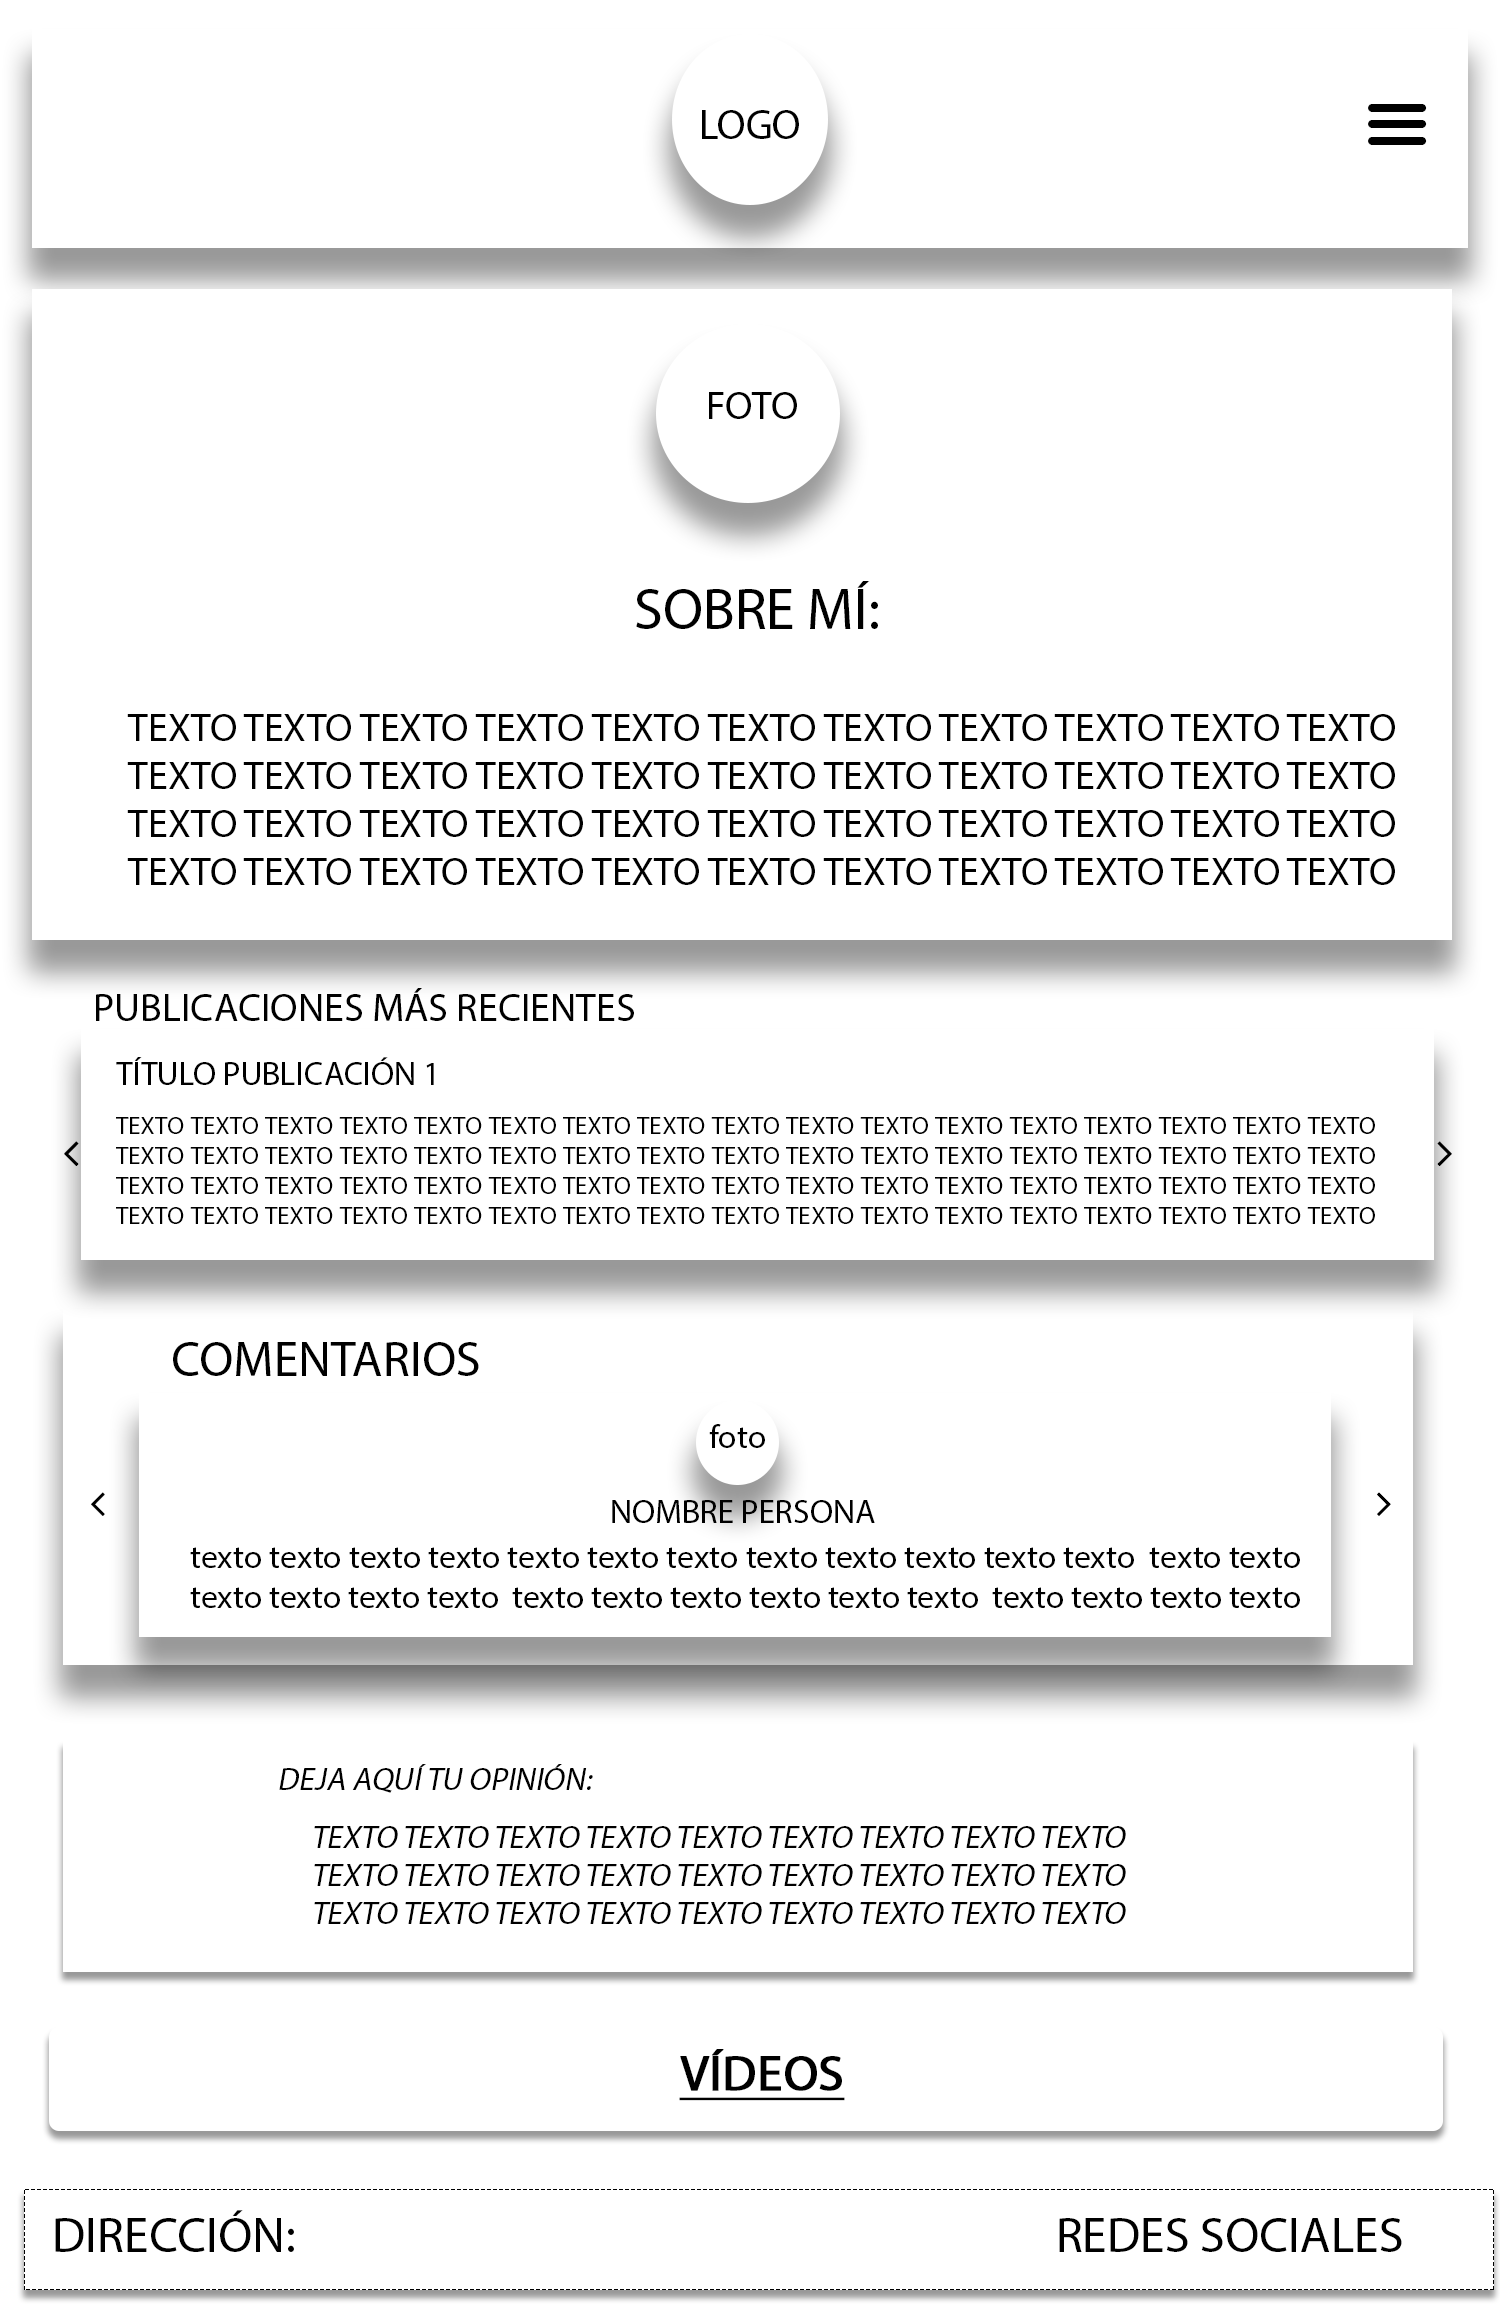 LOGO
FOTO
SOBRE MÍ:
TEXTO TEXTO TEXTO TEXTO TEXTO TEXTO TEXTO TEXTO TEXTO TEXTO TEXTO
TEXTO TEXTO TEXTO TEXTO TEXTO TEXTO TEXTO TEXTO TEXTO TEXTO TEXTO
TEXTO TEXTO TEXTO TEXTO TEXTO TEXTO TEXTO TEXTO TEXTO TEXTO TEXTO
TEXTO TEXTO TEXTO TEXTO TEXTO TEXTO TEXTO TEXTO TEXTO TEXTO TEXTO
PUBLICACIONES MÁS RECIENTES
TÍTULO PUBLICACIÓN 1
TEXTO TEXTO TEXTO TEXTO TEXTO TEXTO TEXTO TEXTO TEXTO TEXTO TEXTO TEXTO TEXTO TEXTO TEXTO TEXTO TEXTO
TEXTO TEXTO TEXTO TEXTO TEXTO TEXTO TEXTO TEXTO TEXTO TEXTO TEXTO TEXTO TEXTO TEXTO TEXTO TEXTO TEXTO
TEXTO TEXTO TEXTO TEXTO TEXTO TEXTO TEXTO TEXTO TEXTO TEXTO TEXTO TEXTO TEXTO TEXTO TEXTO TEXTO TEXTO
TEXTO TEXTO TEXTO TEXTO TEXTO TEXTO TEXTO TEXTO TEXTO TEXTO TEXTO TEXTO TEXTO TEXTO TEXTO TEXTO TEXTO
COMENTARIOS
foto
NOMBRE PERSONA
texto texto texto texto texto texto texto texto texto texto texto texto texto texto
texto texto texto texto texto texto texto texto texto texto texto texto texto texto
DEJA AQUÍ TU OPINIÓN:
TEXTO TEXTO TEXTO TEXTO TEXTO TEXTO TEXTO TEXTO TEXTO
TEXTO TEXTO TEXTO TEXTO TEXTO TEXTO TEXTO TEXTO TEXTO
TEXTO TEXTO TEXTO TEXTO TEXTO TEXTO TEXTO TEXTO TEXTO
VÍDEOS
DIRECCIÓN:
REDES SOCIALES